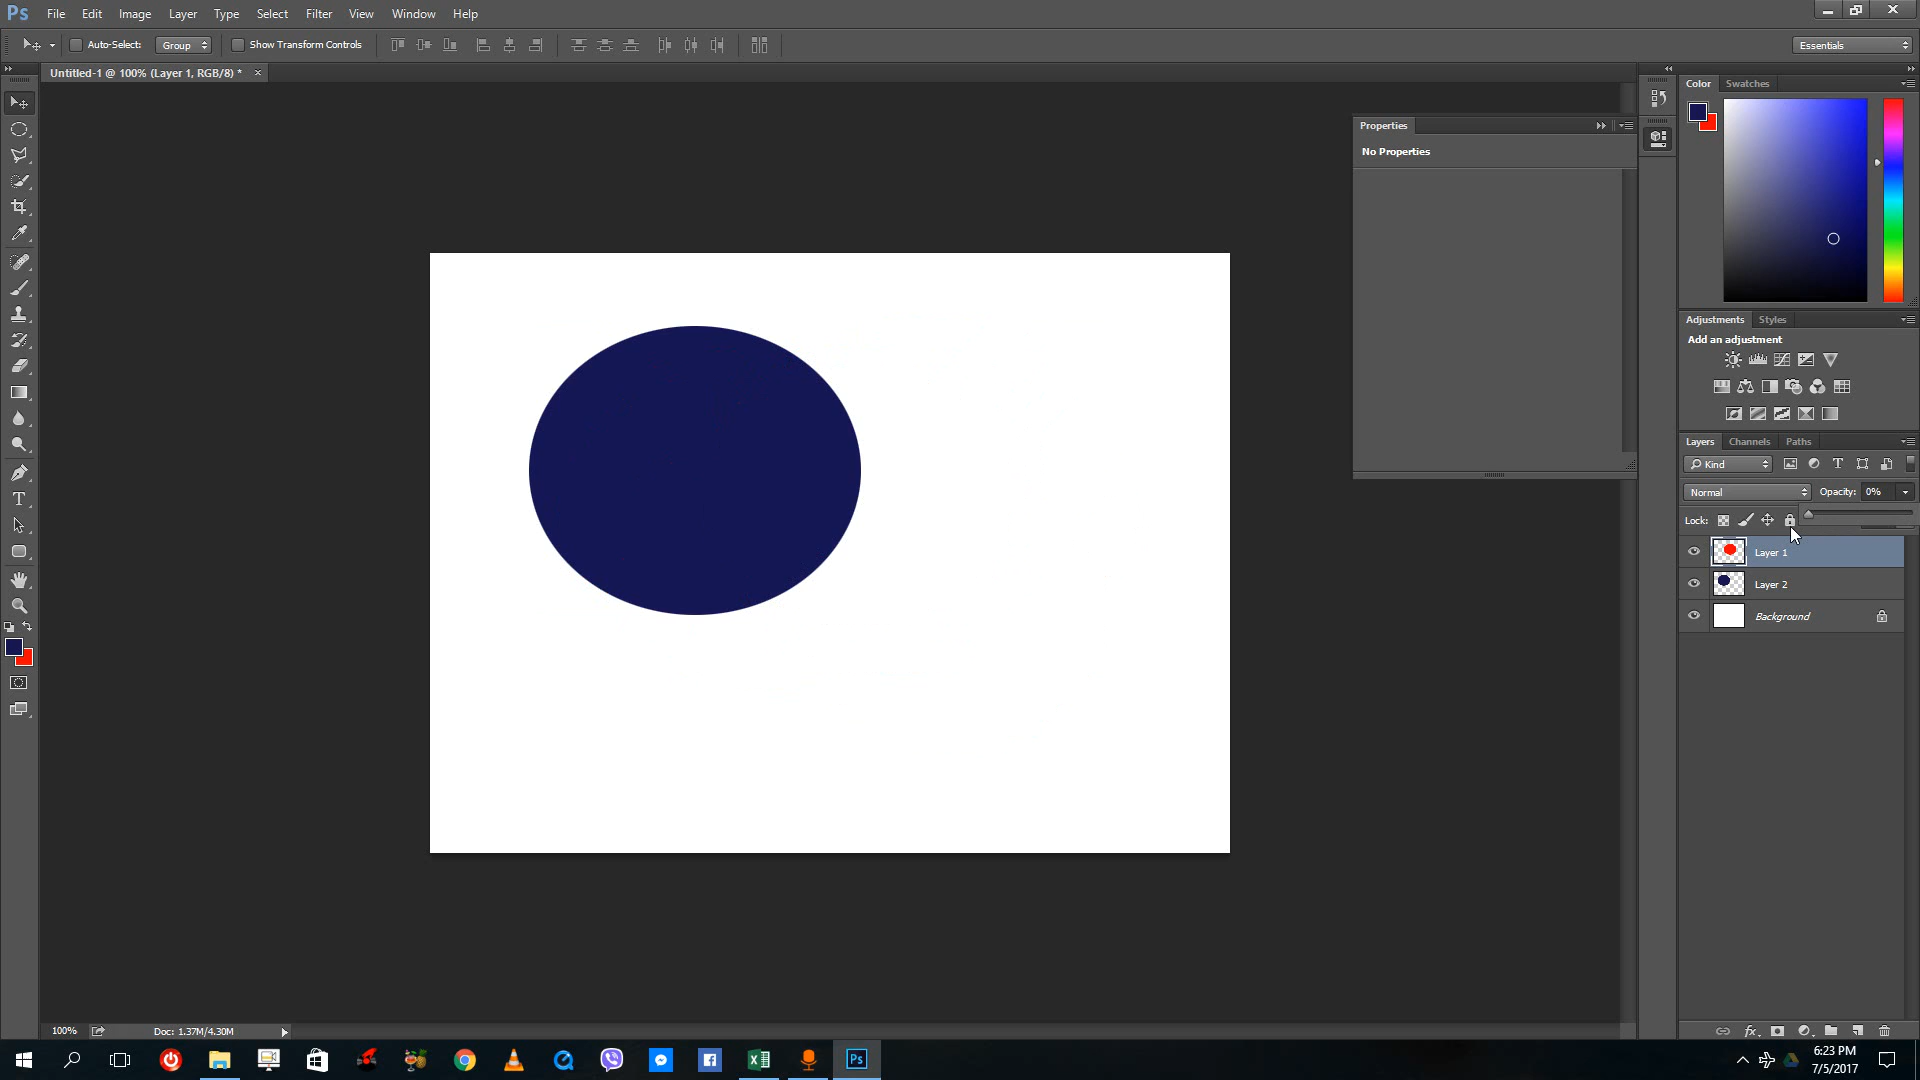 Ps File Edit Image Layer Type Select Filter View Window Help
Auto-Select: Group Show Transform Controls Essentials
Untitled-1 @ 100% (Layer 1, RGB/8) * ×
Color Swatches
Properties
No Properties
Adjustments Styles
Add an adjustment
Layers Channels Paths
Kind
Normal Opacity: 0%
Lock:
Layer 1
Layer 2
Background
100% Doc: 1.37M/4.30M
Ps
6:23 PM
7/5/2017